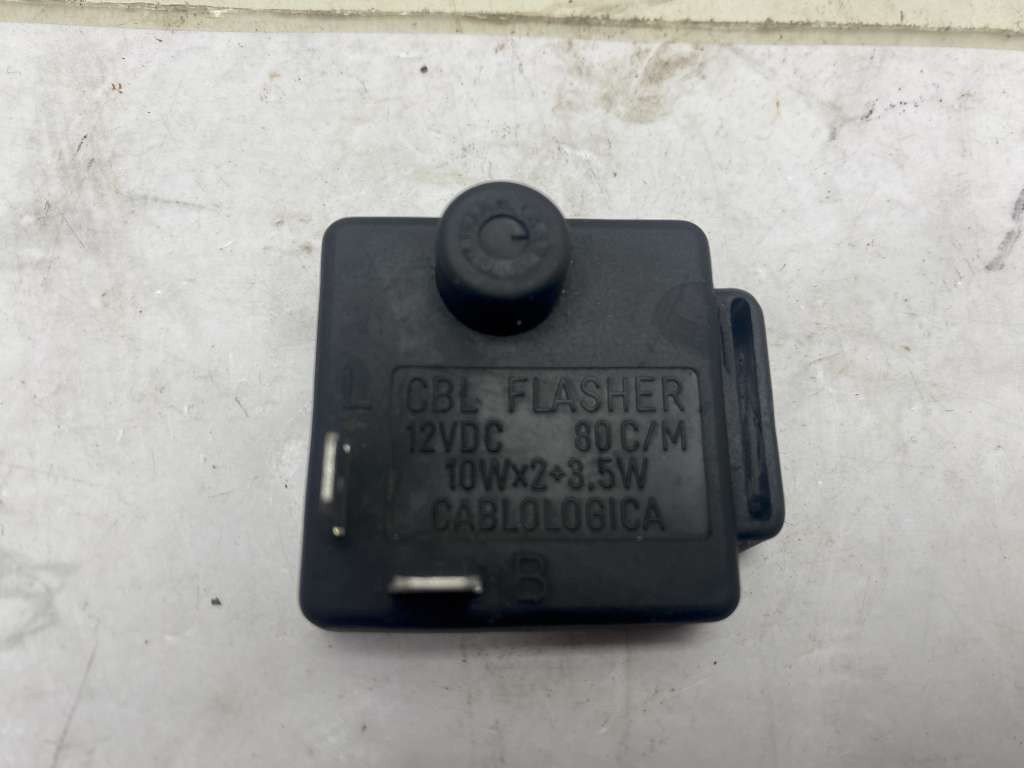 L
CBL FLASHER
12VDC 80 C/M
10W×2+3.5W
CABLOLOGICA
B